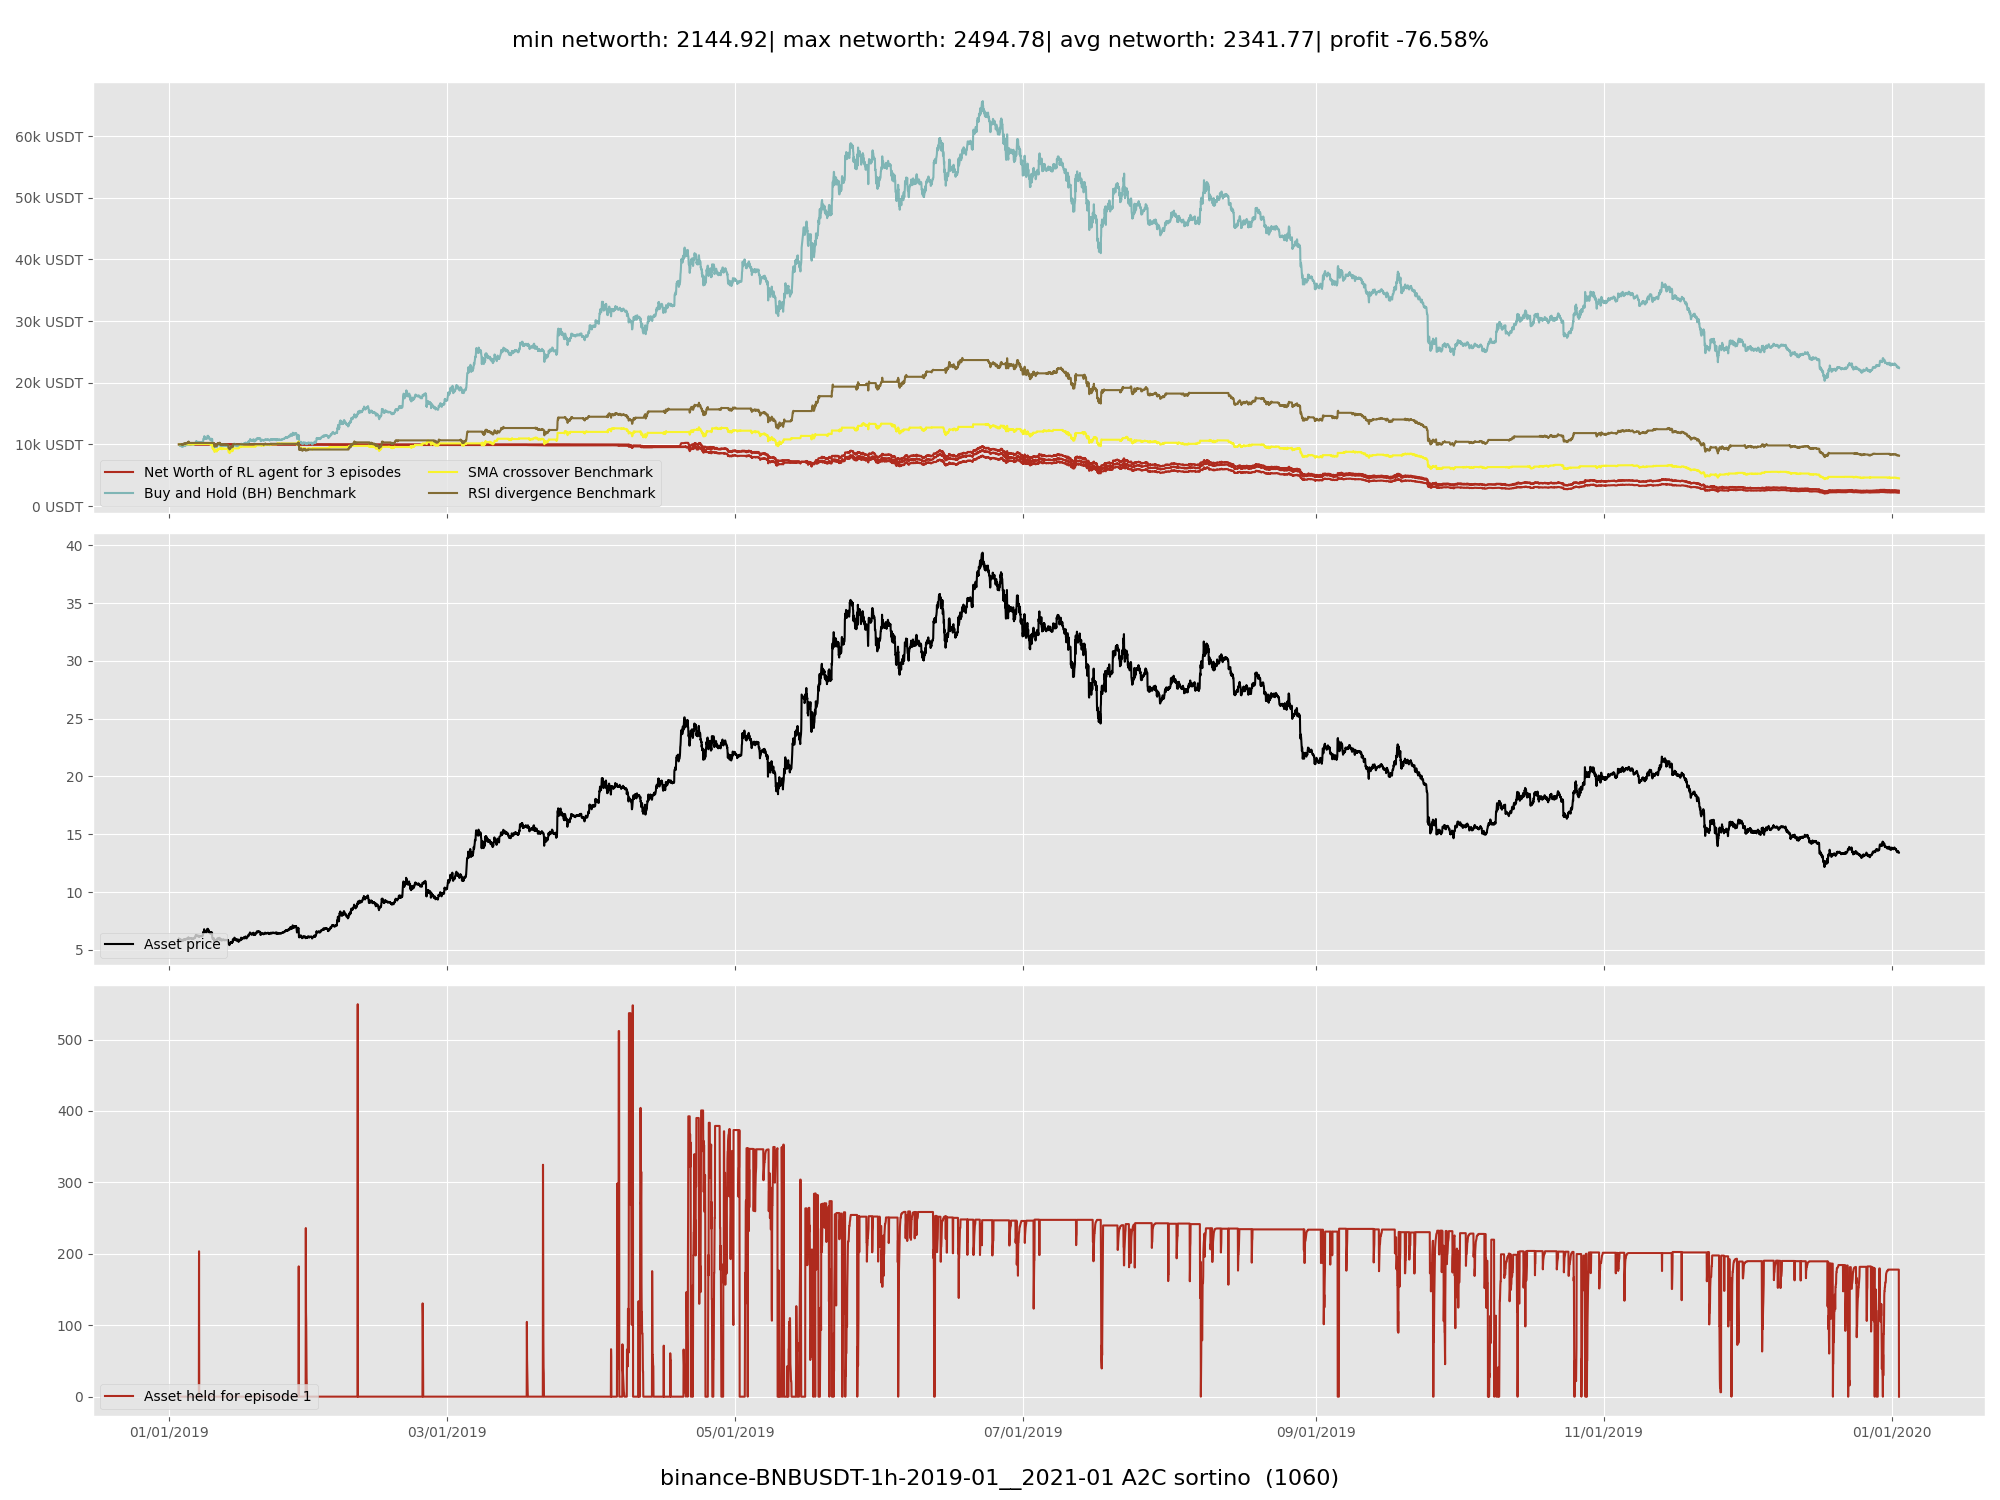 min networth: 2144.92| max networth: 2494.78| avg networth: 2341.77| profit -76.58%
60k USDT
50k USDT
40k USDT
30k USDT
20k USDT
10k USDT
0 USDT
Net Worth of RL agent for 3 episodes
Buy and Hold (BH) Benchmark
SMA crossover Benchmark
RSI divergence Benchmark
40
35
30
25
20
15
10
5
Asset price
500
400
300
200
100
0
Asset held for episode 1
01/01/2019 03/01/2019 05/01/2019 07/01/2019 09/01/2019 11/01/2019 01/01/2020
binance-BNBUSDT-1h-2019-01__2021-01 A2C sortino  (1060)